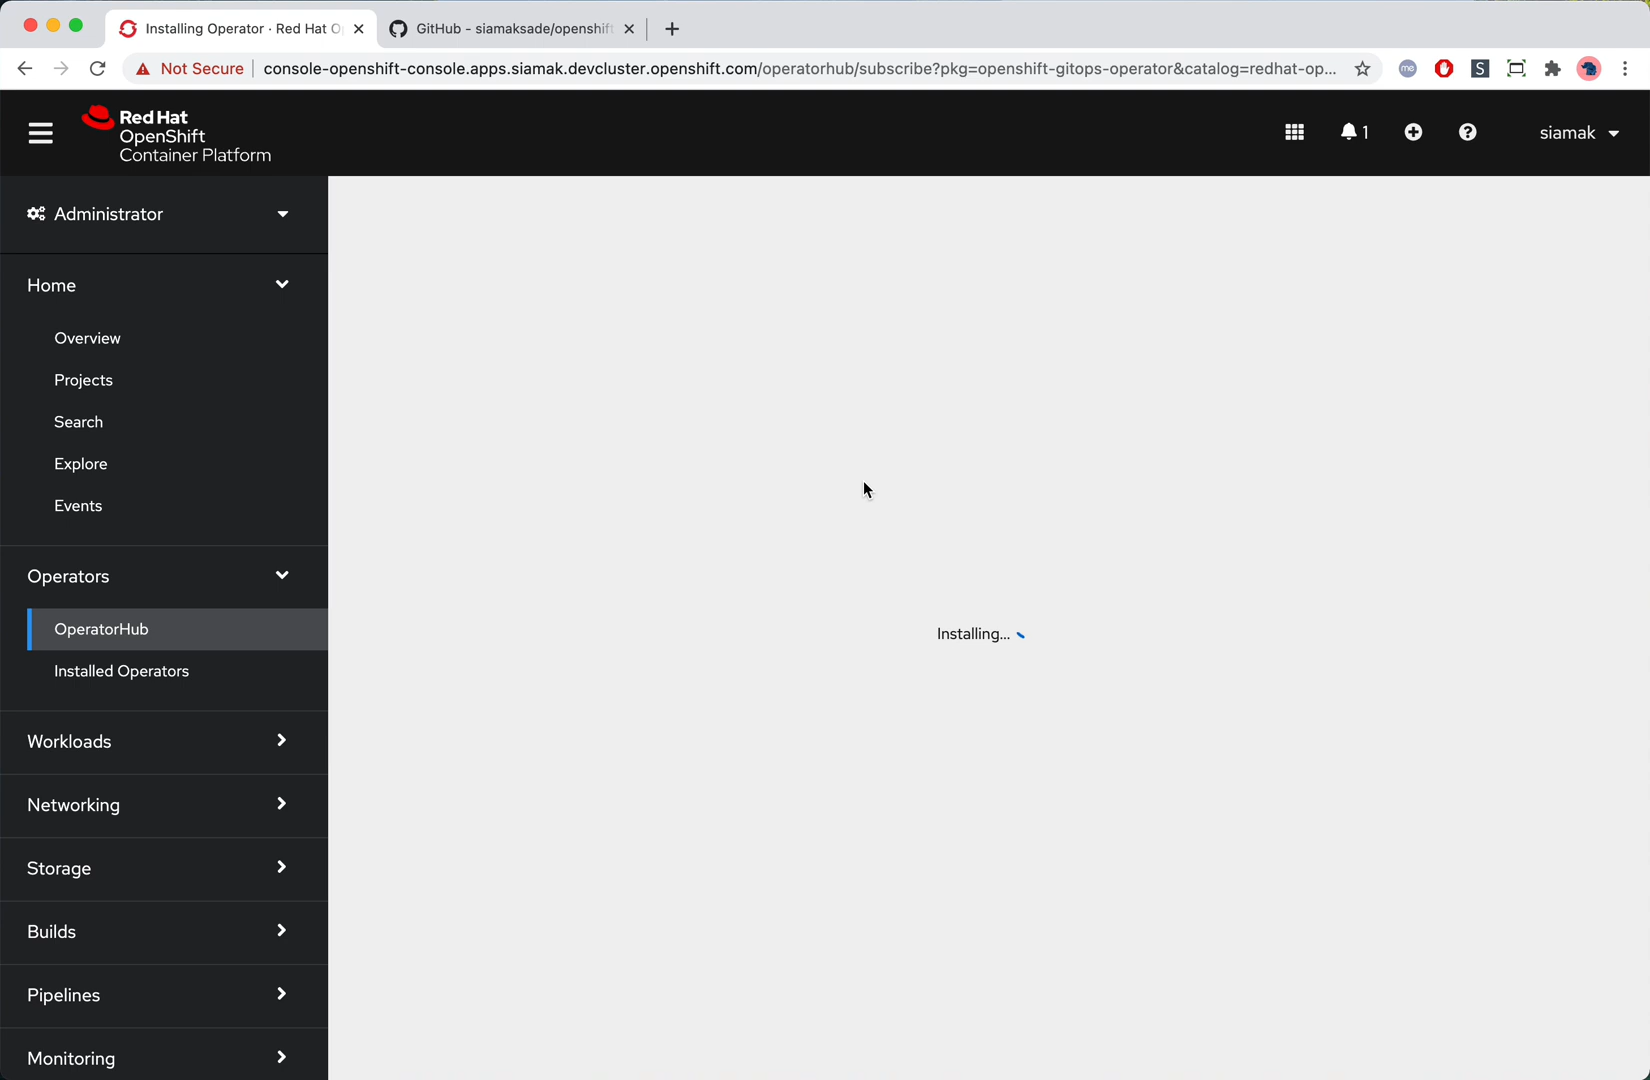 Installing Operator · Red Hat O
GitHub - siamaksade/openshift
Not Secure
console-openshift-console.apps.siamak.devcluster.openshift.com/operatorhub/subscribe?pkg=openshift-gitops-operator&catalog=redhat-op...
me
S
Red Hat
OpenShift
Container Platform
1
siamak
Administrator
Home
Overview
Projects
Search
Explore
Events
Operators
OperatorHub
Installed Operators
Workloads
Networking
Storage
Builds
Pipelines
Monitoring
Installing...